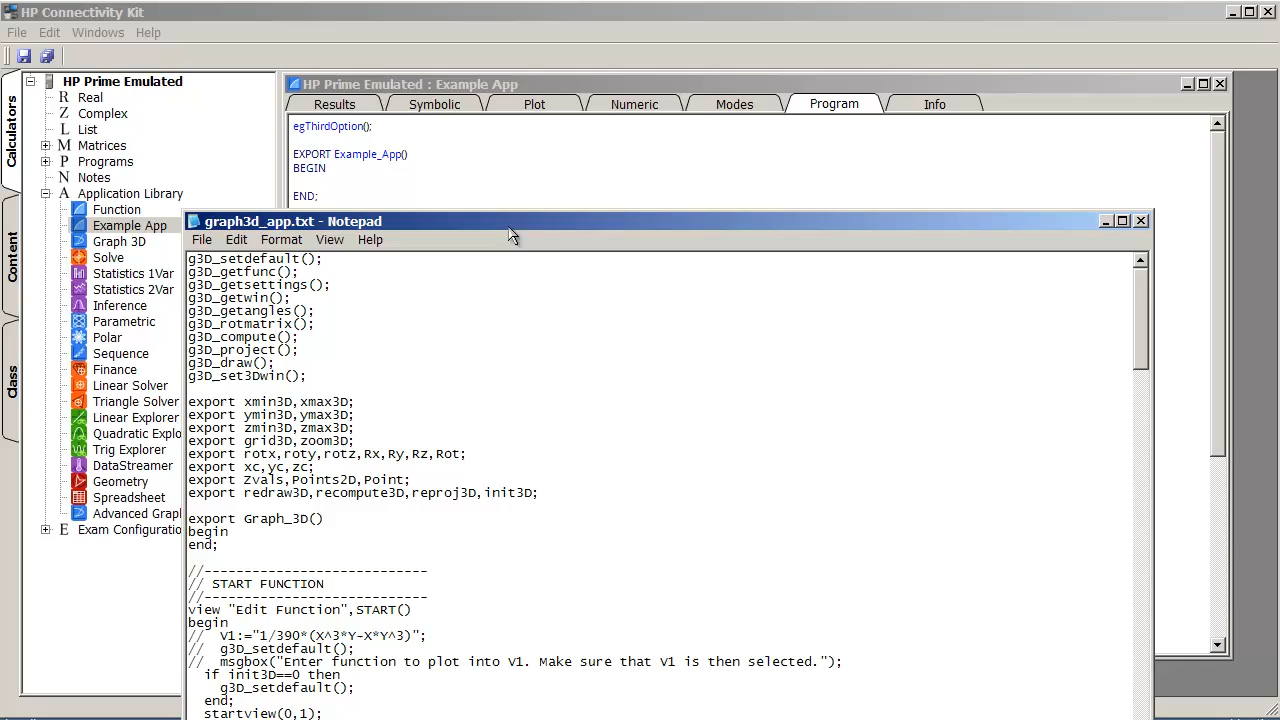 HP Connectivity Kit
File Edit Windows Help
Calculators
Content
Class
HP Prime Emulated
R Real
Z Complex
L List
M Matrices
P Programs
N Notes
A Application Library
Function
Example App
Graph 3D
Solve
Statistics 1Var
Statistics 2Var
Inference
Parametric
Polar
Sequence
Finance
Linear Solver
Triangle Solver
Linear Explorer
Quadratic Explo
Trig Explorer
DataStreamer
Geometry
Spreadsheet
Advanced Grap
E Exam Configuratio
HP Prime Emulated : Example App
Results Symbolic Plot Numeric Modes Program Info
egThirdOption();
EXPORT Example_App()
BEGIN
END;
graph3d_app.txt - Notepad
File Edit Format View Help
g3D_setdefault();
g3D_getfunc();
g3D_getsettings();
g3D_getwin();
g3D_getangles();
g3D_rotmatrix();
g3D_compute();
g3D_project();
g3D_draw();
g3D_set3Dwin();
export xmin3D,xmax3D;
export ymin3D,ymax3D;
export zmin3D,zmax3D;
export grid3D,zoom3D;
export rotx,roty,rotz,Rx,Ry,Rz,Rot;
export xc,yc,zc;
export Zvals,Points2D,Point;
export redraw3D,recompute3D,reproj3D,init3D;
export Graph_3D()
begin
end;
//----------------------------
// START FUNCTION
//----------------------------
view "Edit Function",START()
begin
// V1:="1/390*(X^3*Y-X*Y^3)";
// g3D_setdefault();
// msgbox("Enter function to plot into V1. Make sure that V1 is then selected.");
if init3D==0 then
g3D_setdefault();
end;
startview(0,1);